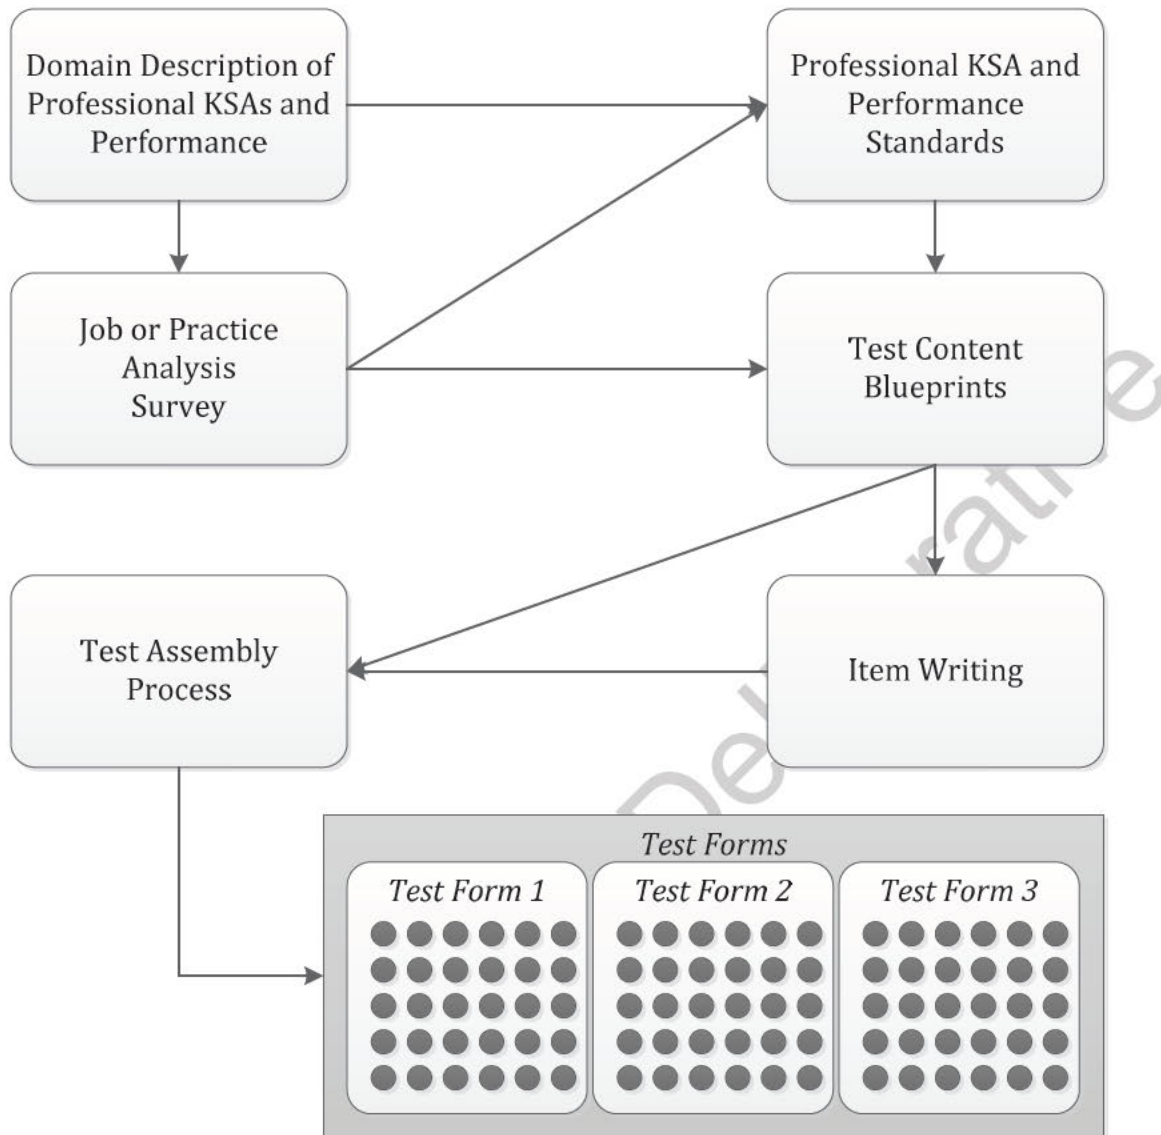 Domain Description of
Professional KSAs and
Performance
Professional KSA and
Performance
Standards
Job or Practice
Analysis
Survey
Test Content
Blueprints
Test Assembly
Process
Item Writing
Test Forms
Test Form 1
Test Form 2
Test Form 3